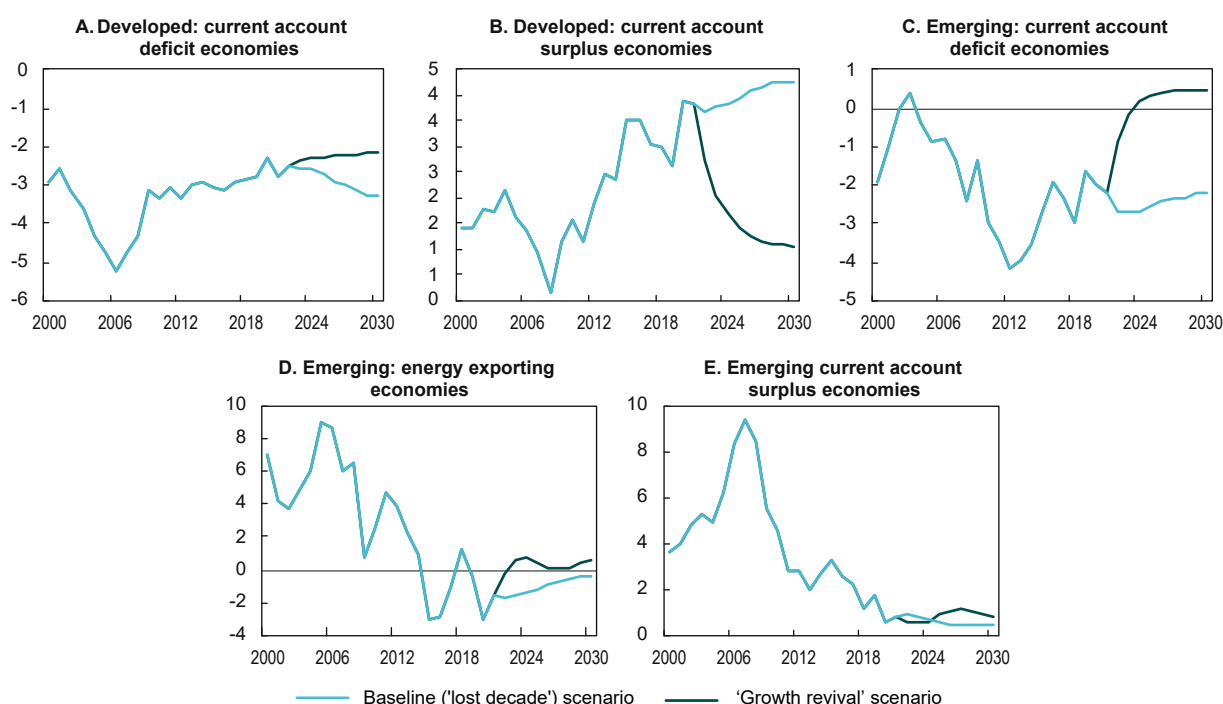 A. Developed: current account
deficit economies
0
-1
-2
-3
-4
-5
-6
2000 2006 2012 2018 2024 2030
B. Developed: current account
surplus economies
5
4
4
3
3
2
2
1
1
0
2000 2006 2012 2018 2024 2030
C. Emerging: current account
deficit economies
1
0
-1
-2
-3
-4
-5
2000 2006 2012 2018 2024 2030
D. Emerging: energy exporting
economies
10
8
6
4
2
0
-2
-4
2000 2006 2012 2018 2024 2030
E. Emerging current account
surplus economies
10
8
6
4
2
0
2000 2006 2012 2018 2024 2030
Baseline ('lost decade') scenario
‘Growth revival’ scenario